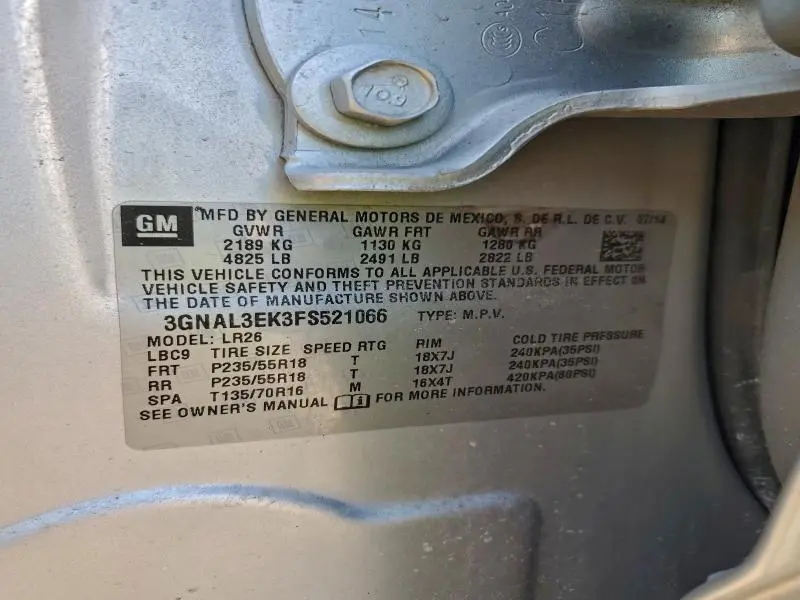 14
10.9
GM
MFD BY GENERAL MOTORS DE MEXICO, S. DE R.L. DE C.V. 07/14
GVWR GAWR FRT GAWR RR
2189 KG 1130 KG 1280 KG
4825 LB 2491 LB 2822 LB
THIS VEHICLE CONFORMS TO ALL APPLICABLE U.S. FEDERAL MOTOR
VEHICLE SAFETY AND THEFT PREVENTION STANDARDS IN EFFECT ON
THE DATE OF MANUFACTURE SHOWN ABOVE.
3GNAL3EK3FS521066 TYPE: M.P.V.
MODEL: LR26
LBC9 TIRE SIZE SPEED RTG RIM COLD TIRE PRESSURE
FRT P235/55R18 T 18X7J 240KPA(35PSI)
RR P235/55R18 T 18X7J 240KPA(35PSI)
SPA T135/70R16 M 16X4T 420KPA(60PSI)
SEE OWNER'S MANUAL FOR MORE INFORMATION.